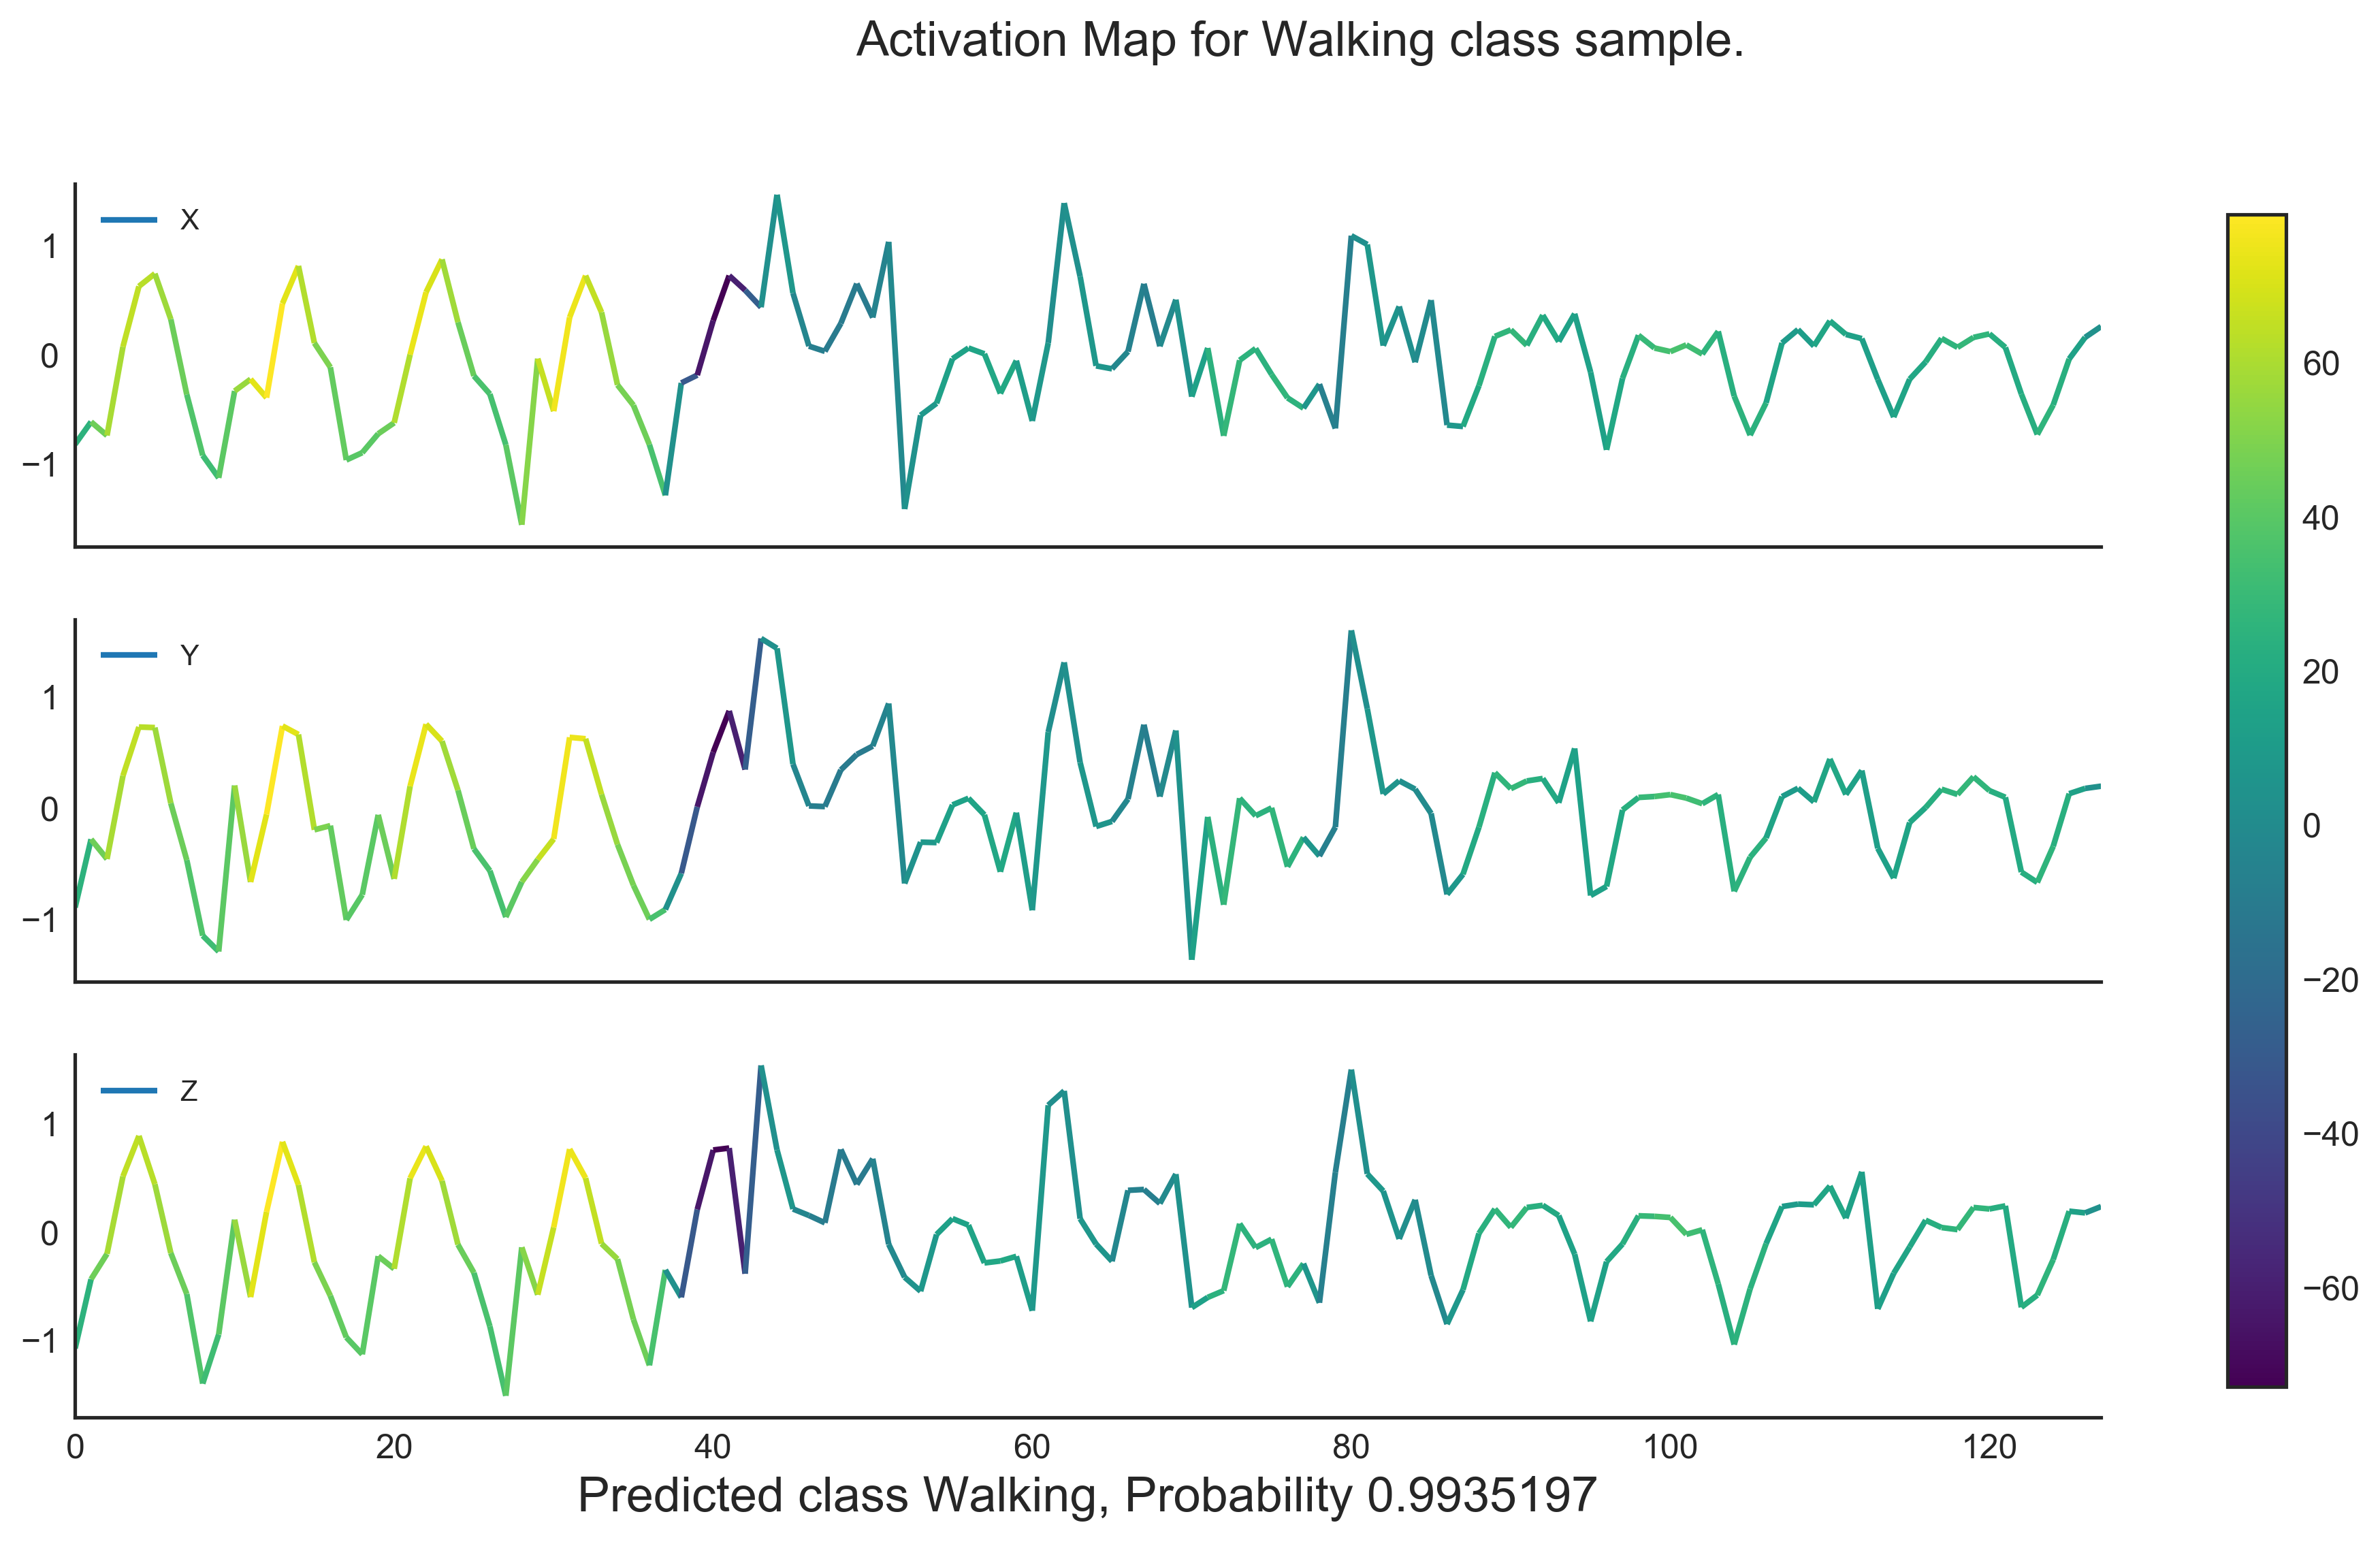 Activation Map for Walking class sample.
X
1
0
−1
Y
1
0
−1
Z
1
0
−1
0 20 40 60 80 100 120
Predicted class Walking, Probability 0.9935197
60
40
20
0
−20
−40
−60